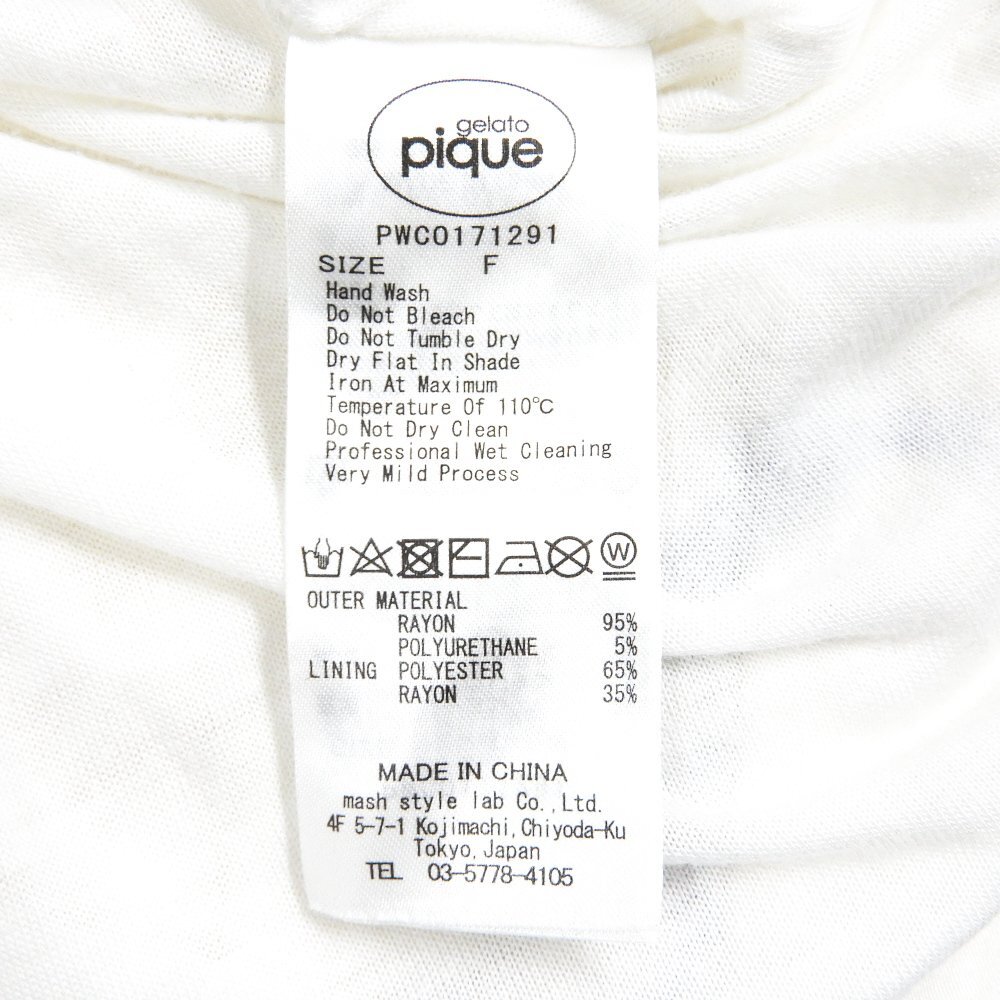 gelato
pique
PWCO171291
SIZE F
Hand Wash
Do Not Bleach
Do Not Tumble Dry
Dry Flat In Shade
Iron At Maximum
Temperature Of 110℃
Do Not Dry Clean
Professional Wet Cleaning
Very Mild Process
W
OUTER MATERIAL
RAYON 95%
POLYURETHANE 5%
LINING POLYESTER 65%
RAYON 35%
MADE IN CHINA
mash style lab Co.,Ltd.
4F 5-7-1 Kojimachi,Chiyoda-Ku
Tokyo,Japan
TEL 03-5778-4105